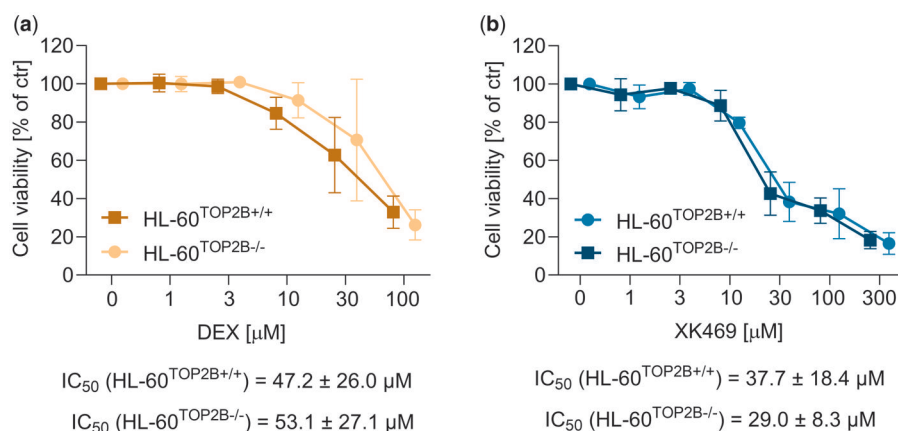 (a)
Cell viability [% of ctr]
120
100
80
60
40
20
0
HL-60TOP2B+/+
HL-60TOP2B-/-
0 1 3 10 30 100
DEX [µM]
IC50 (HL-60TOP2B+/+) = 47.2 ± 26.0 µM
IC50 (HL-60TOP2B-/-) = 53.1 ± 27.1 µM
(b)
Cell viability [% of ctr]
120
100
80
60
40
20
0
HL-60TOP2B+/+
HL-60TOP2B-/-
0 1 3 10 30 100 300
XK469 [µM]
IC50 (HL-60TOP2B+/+) = 37.7 ± 18.4 µM
IC50 (HL-60TOP2B-/-) = 29.0 ± 8.3 µM